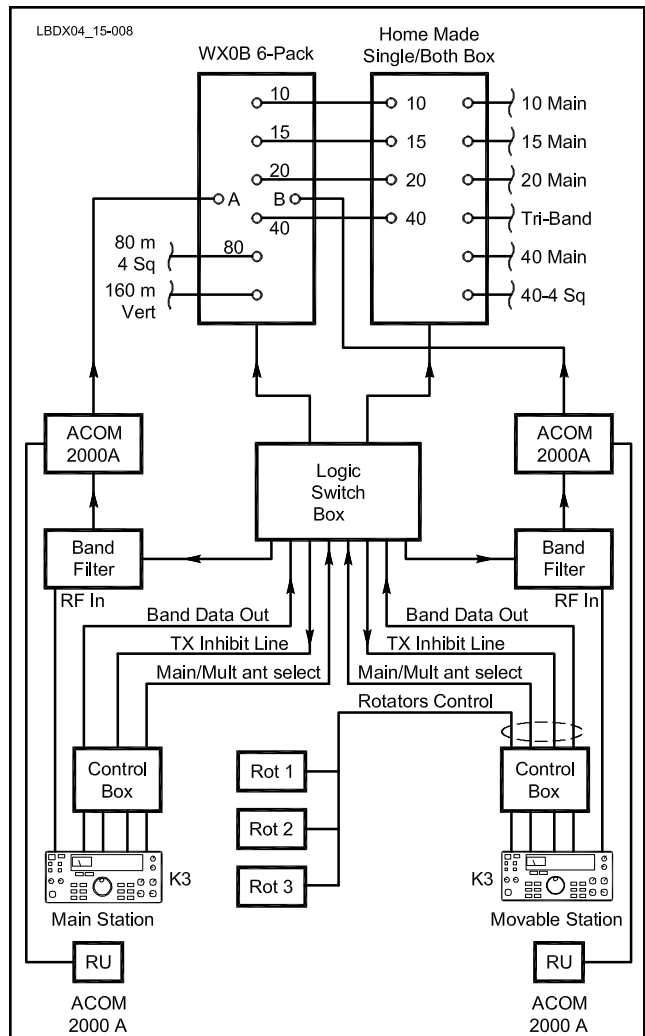 LBDX04_15-008
WX0B 6-Pack
Home Made
Single/Both Box
10
15
20
A
B
40
80
80 m
4 Sq
160 m
Vert
10
15
20
40
10 Main
15 Main
20 Main
Tri-Band
40 Main
40-4 Sq
ACOM
2000A
Logic
Switch
Box
ACOM
2000A
Band
Filter
RF In
Band
Filter
RF In
Band Data Out
TX Inhibit Line
Main/Mult ant select
Band Data Out
TX Inhibit Line
Main/Mult ant select
Rotators Control
Control
Box
Rot 1
Rot 2
Rot 3
Control
Box
K3
Main Station
K3
Movable Station
RU
ACOM
2000 A
RU
ACOM
2000 A